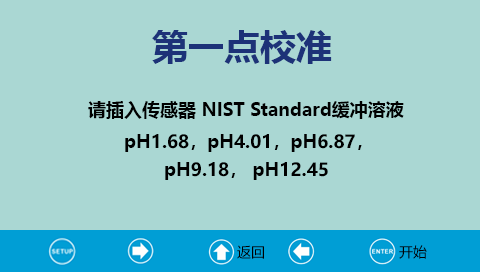 第一点校准
请插入传感器 NIST Standard缓冲溶液
pH1.68，pH4.01，pH6.87，
pH9.18， pH12.45
SETUP 返回 ENTER 开始